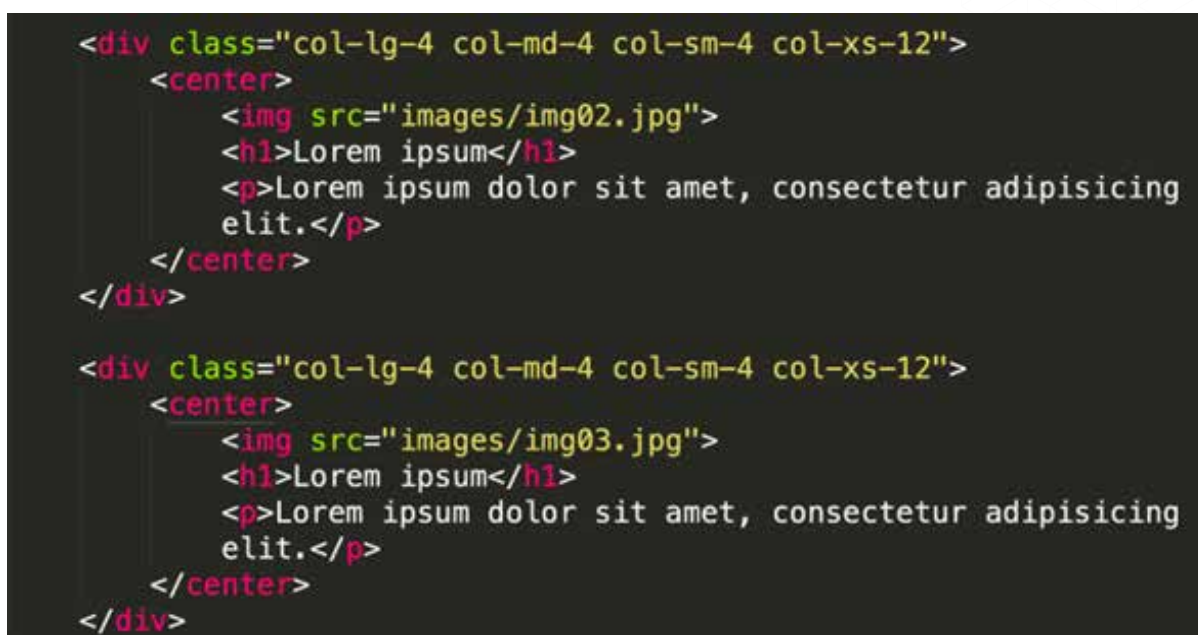 <div class="col-lg-4 col-md-4 col-sm-4 col-xs-12">
<center>
<img src="images/img02.jpg">
<h1>Lorem ipsum</h1>
<p>Lorem ipsum dolor sit amet, consectetur adipisicing
elit.</p>
</center>
</div>
<div class="col-lg-4 col-md-4 col-sm-4 col-xs-12">
<center>
<img src="images/img03.jpg">
<h1>Lorem ipsum</h1>
<p>Lorem ipsum dolor sit amet, consectetur adipisicing
elit.</p>
</center>
</div>